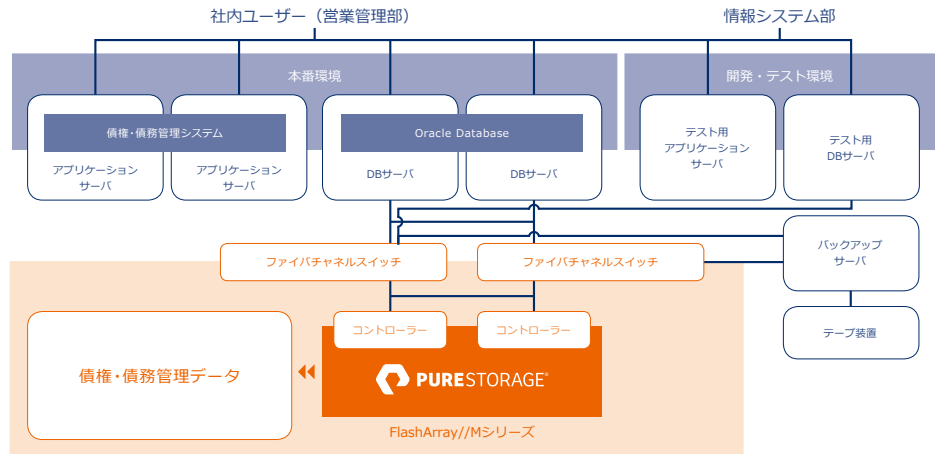 社内ユーザー（営業管理部）
情報システム部
本番環境
開発・テスト環境
債権・債務管理システム
Oracle Database
アプリケーション
サーバ
アプリケーション
サーバ
DBサーバ
DBサーバ
テスト用
アプリケーション
サーバ
テスト用
DBサーバ
ファイバチャネルスイッチ
ファイバチャネルスイッチ
バックアップ
サーバ
コントローラー
コントローラー
テープ装置
債権・債務管理データ
PURESTORAGE®
FlashArray//Mシリーズ